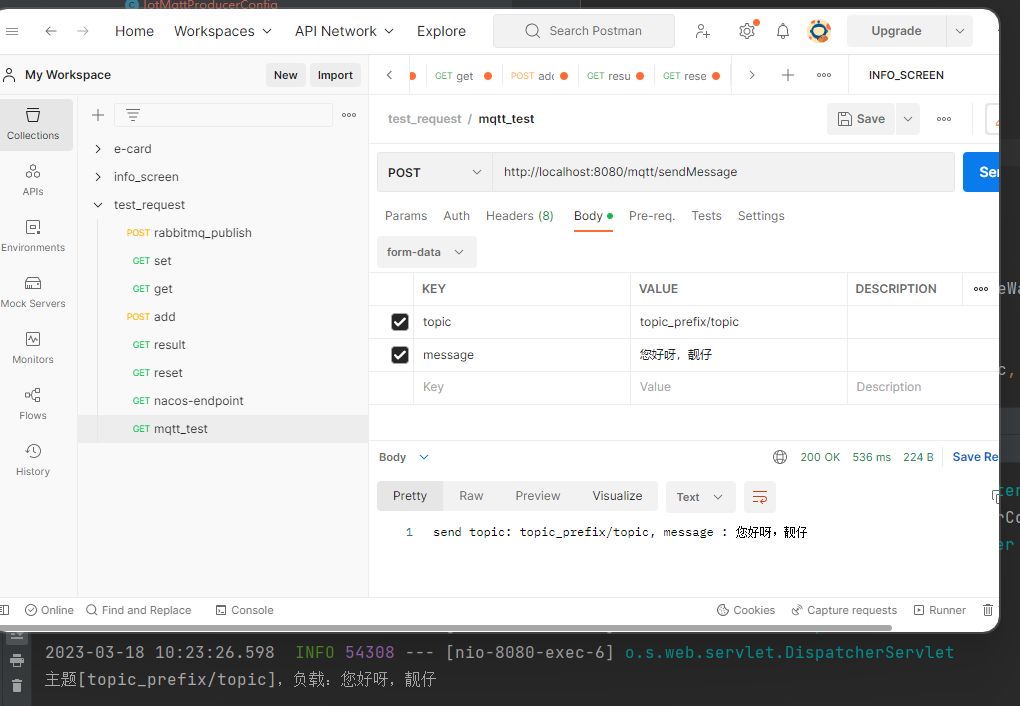 IotMqttProducerConfig
Home Workspaces API Network Explore Search Postman Upgrade
My Workspace New Import
GET get POST adc GET resu GET rese INFO_SCREEN
Collections
APIs
Environments
Mock Servers
Monitors
Flows
History
e-card
info_screen
test_request
POST rabbitmq_publish
GET set
GET get
POST add
GET result
GET reset
GET nacos-endpoint
GET mqtt_test
test_request / mqtt_test Save
POST http://localhost:8080/mqtt/sendMessage Sen
Params Auth Headers (8) Body Pre-req. Tests Settings
form-data
KEY VALUE DESCRIPTION
topic topic_prefix/topic
message 您好呀，靓仔
Key Value Description
Body 200 OK 536 ms 224 B Save Re
Pretty Raw Preview Visualize Text
1 send topic: topic_prefix/topic, message : 您好呀，靓仔
Online Find and Replace Console Cookies Capture requests Runner
2023-03-18 10:23:26.598 INFO 54308 --- [nio-8080-exec-6] o.s.web.servlet.DispatcherServlet
主题[topic_prefix/topic]，负载：您好呀，靓仔